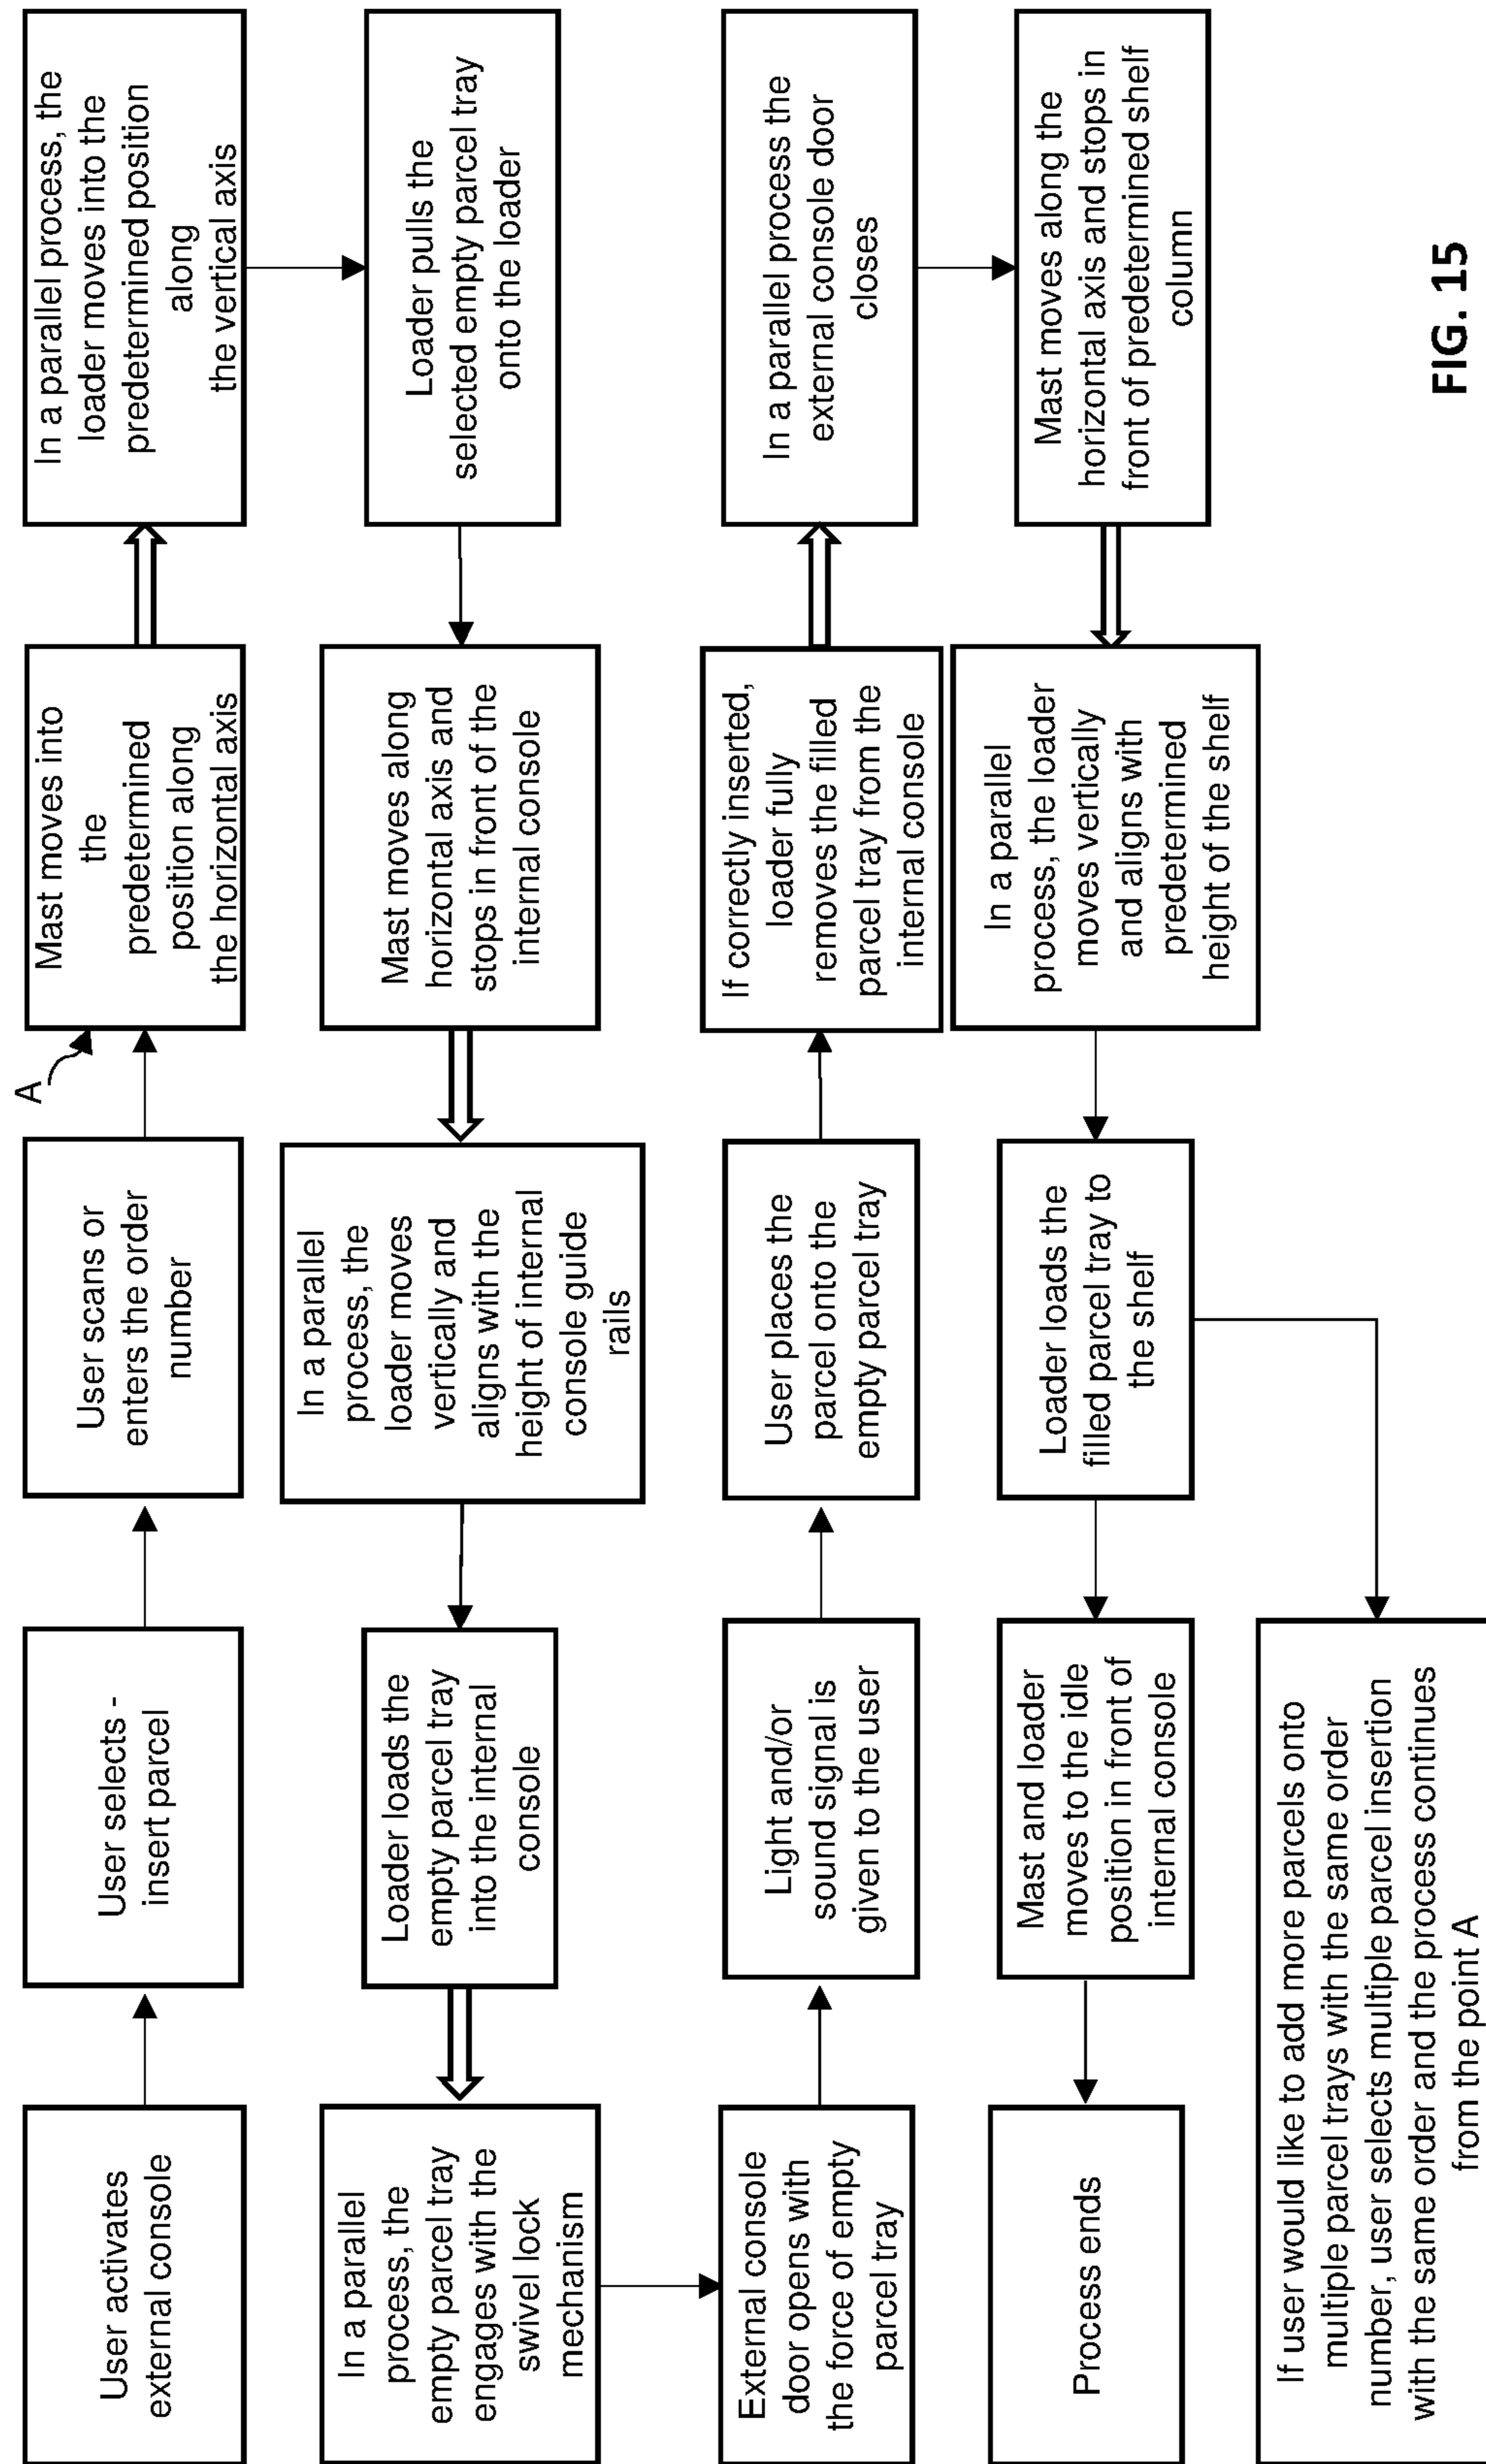 User activates
external console
User selects -
insert parcel
User scans or
enters the order
number
A
Mast moves into
the
predetermined
position along
the horizontal axis
In a parallel process, the
loader moves into the
predetermined position
along
the vertical axis
Loader pulls the
selected empty parcel tray
onto the loader
Mast moves along
horizontal axis and
stops in front of the
internal console
In a parallel
process, the
loader moves
vertically and
aligns with the
height of internal
console guide
rails
Loader loads the
empty parcel tray
into the internal
console
In a parallel
process, the
empty parcel tray
engages with the
swivel lock
mechanism
External console
door opens with
the force of empty
parcel tray
Light and/or
sound signal is
given to the user
User places the
parcel onto the
empty parcel tray
If correctly inserted,
loader fully
removes the filled
parcel tray from the
internal console
In a parallel process the
external console door
closes
Mast moves along the
horizontal axis and stops in
front of predetermined shelf
column
In a parallel
process, the loader
moves vertically
and aligns with
predetermined
height of the shelf
Loader loads the
filled parcel tray to
the shelf
Mast and loader
moves to the idle
position in front of
internal console
Process ends
If user would like to add more parcels onto
multiple parcel trays with the same order
number, user selects multiple parcel insertion
with the same order and the process continues
from the point A
FIG. 15